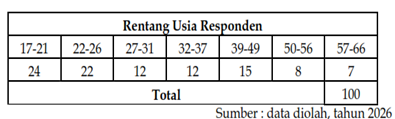 Rentang Usia Responden
17-21 22-26 27-31 32-37 39-49 50-56 57-66
24 22 12 12 15 8 7
Total 100
Sumber : data diolah, tahun 2026